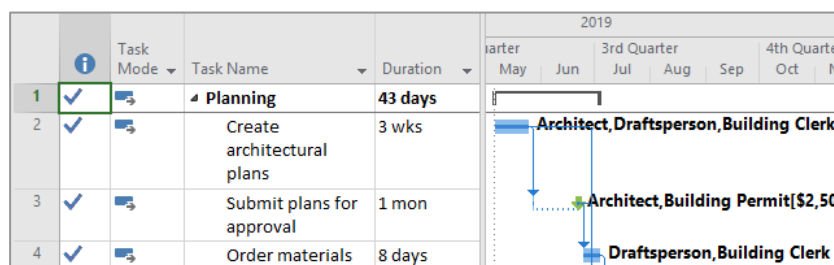 2019
arter 3rd Quarter 4th Quarte
Task Mode Task Name Duration May Jun Jul Aug Sep Oct N
1 Planning 43 days
2 Create architectural plans 3 wks Architect,Draftsperson,Building Clerk
3 Submit plans for approval 1 mon Architect,Building Permit[$2,50
4 Order materials 8 days Draftsperson,Building Clerk